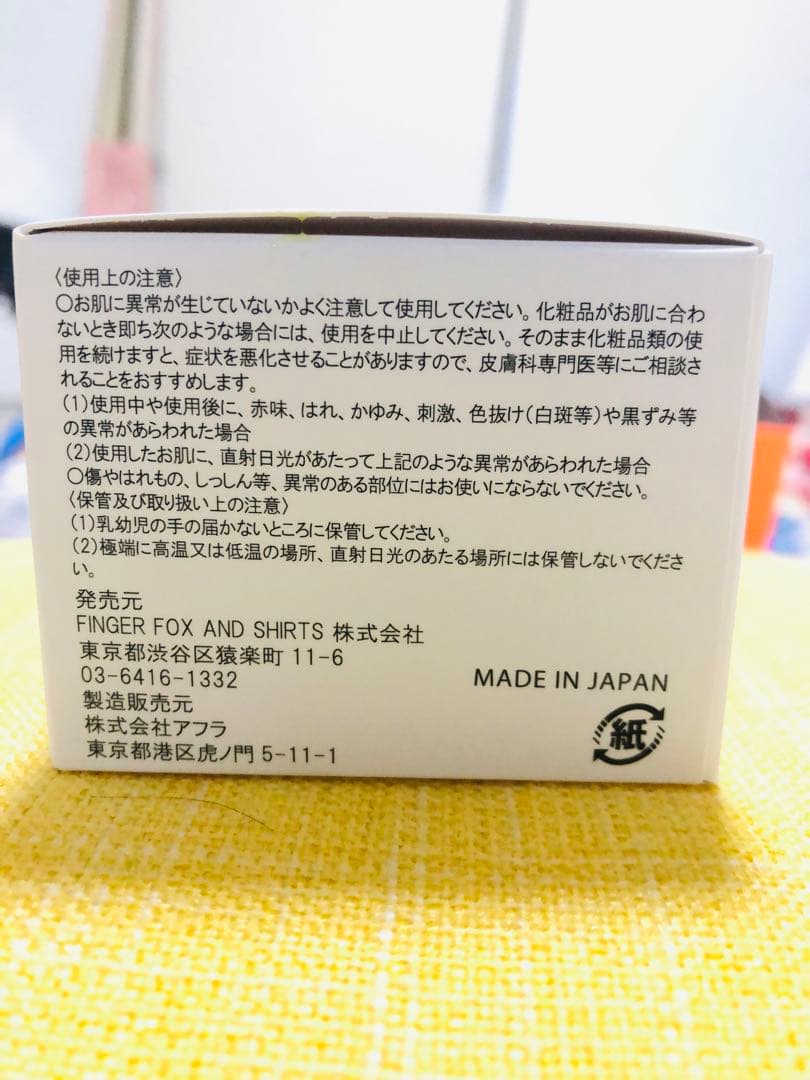 〈使用上の注意〉
○お肌に異常が生じていないかよく注意して使用してください。化粧品がお肌に合わ
ないとき即ち次のような場合には、使用を中止してください。そのまま化粧品類の使
用を続けますと、症状を悪化させることがありますので、皮膚科専門医等にご相談さ
れることをおすすめします。
(1)使用中や使用後に、赤味、はれ、かゆみ、刺激、色抜け(白斑等)や黒ずみ等
の異常があらわれた場合
(2)使用したお肌に、直射日光があたって上記のような異常があらわれた場合
○傷やはれもの、しっしん等、異常のある部位にはお使いにならないでください。
〈保管及び取り扱い上の注意〉
(1)乳幼児の手の届かないところに保管してください。
(2)極端に高温又は低温の場所、直射日光のあたる場所には保管しないでくださ
い。
発売元
FINGER FOX AND SHIRTS 株式会社
東京都渋谷区猿楽町 11-6
03-6416-1332
製造販売元
株式会社アフラ
東京都港区虎ノ門 5-11-1
MADE IN JAPAN
紙